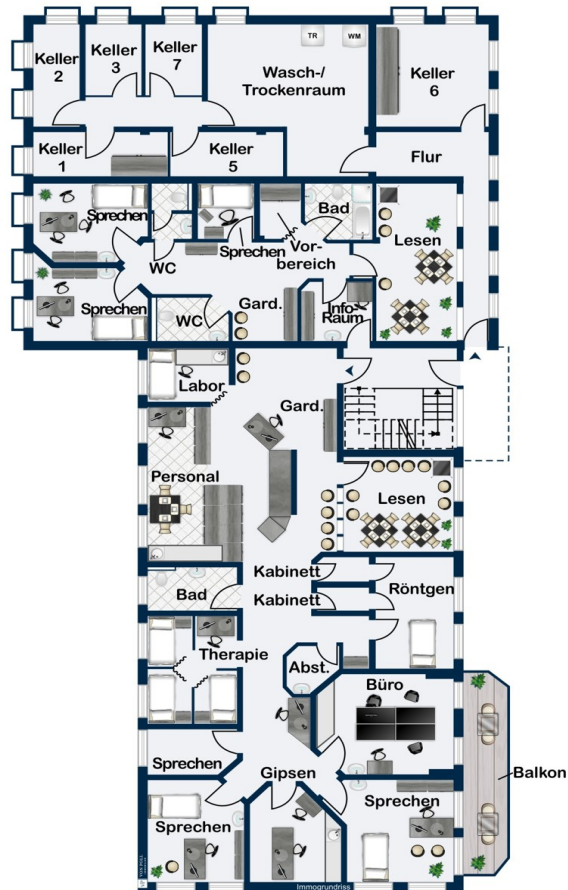 TR
WM
Keller
2
Keller
3
Keller
7
Wasch-/
Trockenraum
Keller
6
Keller
1
Keller
5
Flur
Sprechen
Bad
Sprechen
Vor-
bereich
Lesen
WC
Sprechen
WC
Gard.
Info-
Raum
Labor
Gard.
Personal
Lesen
Kabinett
Kabinett
Bad
Röntgen
Therapie
Abst.
Büro
Sprechen
Gipsen
Balkon
Sprechen
Sprechen
Immogrundriss